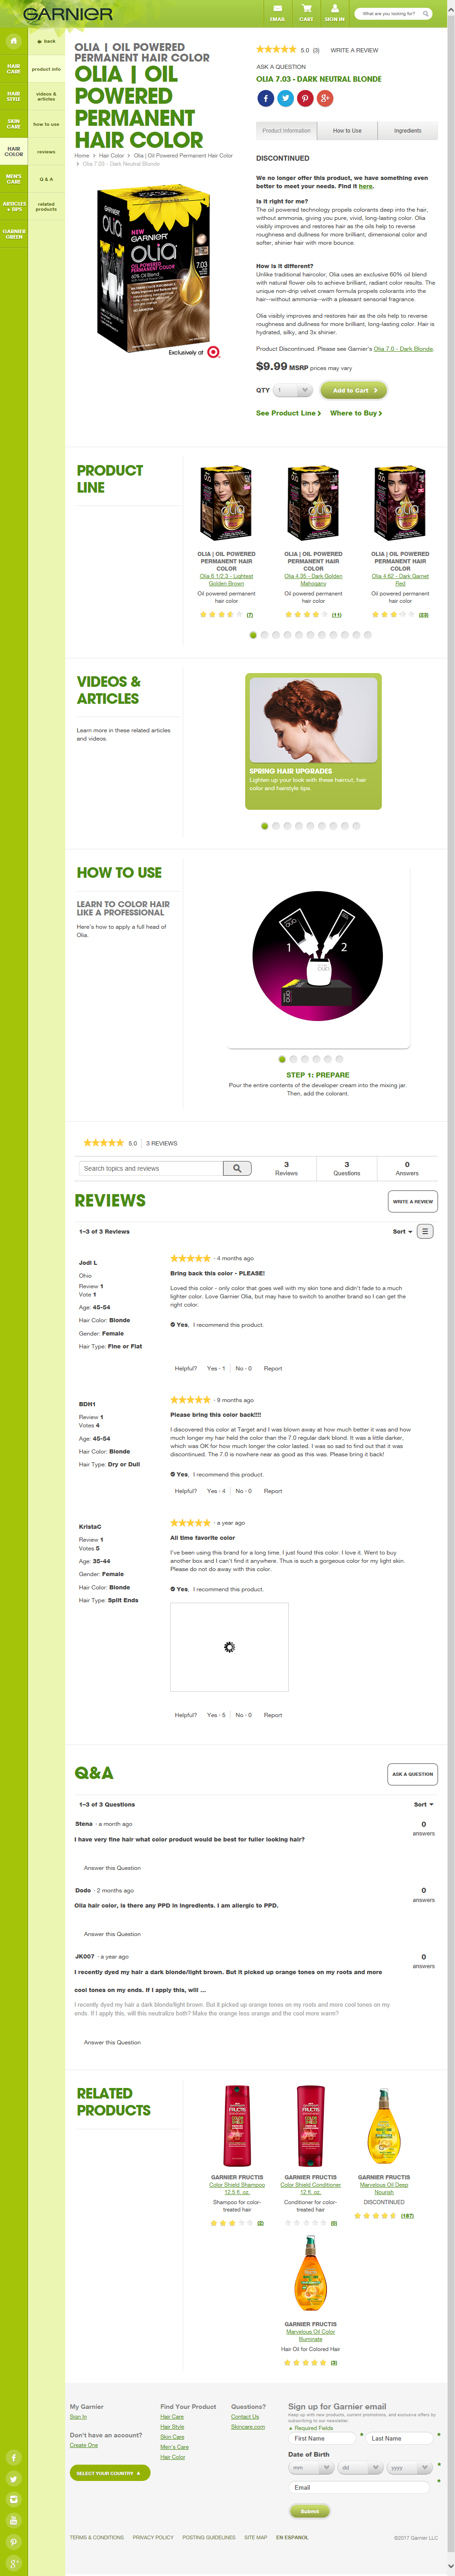 GARNIER
EMAIL
CART
SIGN IN
What are you looking for?
HAIR CARE
HAIR STYLE
SKIN CARE
HAIR COLOR
MEN'S CARE
ARTICLES + TIPS
GARNIER GREEN
back
product info
videos & articles
how to use
reviews
Q & A
related products
OLIA | OIL POWERED
PERMANENT HAIR COLOR
OLIA | OIL
POWERED
PERMANENT
HAIR COLOR
Home > Hair Color > Olia | Oil Powered Permanent Hair Color
> Olia 7.03 - Dark Neutral Blonde
NEW
GARNIER
olia
OIL POWERED
PERMANENT COLOR
60% Oil Blend
7.03
Exclusively at
5.0 (3) WRITE A REVIEW
ASK A QUESTION
OLIA 7.03 - DARK NEUTRAL BLONDE
Product Information
How to Use
Ingredients
DISCONTINUED
We no longer offer this product, we have something even
better to meet your needs. Find it here.
Is it right for me?
The oil powered technology propels colorants deep into the hair,
without ammonia, giving you pure, vivid, long-lasting color. Olia
visibly improves and restores hair as the oils help to reverse
roughness and dullness for more brilliant, dimensional color and
softer, shinier hair with more bounce.
How is it different?
Unlike traditional haircolor, Olia uses an exclusive 60% oil blend
with natural flower oils to achieve brilliant, radiant color results. The
unique non-drip velvet cream formula propels colorants into the
hair--without ammonia--with a pleasant sensorial fragrance.
Olia visibly improves and restores hair as the oils help to reverse
roughness and dullness for more brilliant, long-lasting color. Hair is
hydrated, silky, and 3x shinier.
Product Discontinued. Please see Garnier's Olia 7.0 - Dark Blonde.
$9.99 MSRP prices may vary
QTY 1 Add to Cart
See Product Line > Where to Buy >
PRODUCT
LINE
OLIA | OIL POWERED
PERMANENT HAIR
COLOR
Olia 6 1/2.3 - Lightest
Golden Brown
Oil powered permanent
hair color
(7)
OLIA | OIL POWERED
PERMANENT HAIR
COLOR
Olia 4.35 - Dark Golden
Mahogany
Oil powered permanent
hair color
(11)
OLIA | OIL POWERED
PERMANENT HAIR
COLOR
Olia 4.62 - Dark Garnet
Red
Oil powered permanent
hair color
(23)
VIDEOS &
ARTICLES
Learn more in these related articles
and videos.
SPRING HAIR UPGRADES
Lighten up your look with these haircut, hair
color and hairstyle tips.
HOW TO USE
LEARN TO COLOR HAIR
LIKE A PROFESSIONAL
Here's how to apply a full head of
Olia.
1
2
STEP 1: PREPARE
Pour the entire contents of the developer cream into the mixing jar.
Then, add the colorant.
5.0 3 REVIEWS
Search topics and reviews
3
Reviews
3
Questions
0
Answers
REVIEWS
WRITE A REVIEW
1–3 of 3 Reviews
Sort
Jodi L
Ohio
Review 1
Vote 1
Age: 45-54
Hair Color: Blonde
Gender: Female
Hair Type: Fine or Flat
· 4 months ago
Bring back this color - PLEASE!
Loved this color - only color that goes well with my skin tone and didn't fade to a much
lighter color. Love Garnier Olia, but may have to switch to another brand so I can get the
right color.
Yes, I recommend this product.
Helpful? Yes · 1 No · 0 Report
BDH1
Review 1
Votes 4
Age: 45-54
Hair Color: Blonde
Hair Type: Dry or Dull
· 9 months ago
Please bring this color back!!!!
I discovered this color at Target and I was blown away at how much better it was and how
much longer my hair held the color than the 7.0 regular dark blond. It was a little darker,
which was OK for how much longer the color lasted. I was so sad to find out that it was
discontinued. The 7.0 is nowhere near as good as this was. Please bring it back!
Yes, I recommend this product.
Helpful? Yes · 4 No · 0 Report
KristaC
Review 1
Votes 5
Age: 35-44
Gender: Female
Hair Color: Blonde
Hair Type: Split Ends
· a year ago
All time favorite color
I've been using this brand for a long time. I just found this color. I love it. Went to buy
another box and I can't find it anywhere. Thus is such a gorgeous color for my light skin.
Please do not do away with this color.
Yes, I recommend this product.
Helpful? Yes · 5 No · 0 Report
Q&A
ASK A QUESTION
1–3 of 3 Questions
Sort
Stena · a month ago
I have very fine hair what color product would be best for fuller looking hair?
0
answers
Answer this Question
Dodo · 2 months ago
Olia hair color, is there any PPD in ingredients. I am allergic to PPD.
0
answers
Answer this Question
JK007 · a year ago
I recently dyed my hair a dark blonde/light brown. But it picked up orange tones on my roots and more
cool tones on my ends. If I apply this, will ...
0
answers
I recently dyed my hair a dark blonde/light brown. But it picked up orange tones on my roots and more cool tones on my
ends. If I apply this, will this neutralize both? Make the orange less orange and the cool more warm?
Answer this Question
RELATED
PRODUCTS
GARNIER FRUCTIS
Color Shield Shampoo
12.5 fl. oz.
Shampoo for color-
treated hair
(2)
GARNIER FRUCTIS
Color Shield Conditioner
12 fl. oz.
Conditioner for color-
treated hair
(0)
GARNIER FRUCTIS
Marvelous Oil Deep
Nourish
DISCONTINUED
(187)
GARNIER FRUCTIS
Marvelous Oil Color
Illuminate
Hair Oil for Colored Hair
(3)
My Garnier
Sign In
Don't have an account?
Create One
SELECT YOUR COUNTRY
Find Your Product
Hair Care
Hair Style
Skin Care
Men's Care
Hair Color
Questions?
Contact Us
Skincare.com
Sign up for Garnier email
Keep up with new products, current promotions, and exclusive offers by
subscribing to our newsletter.
Required Fields
First Name * Last Name *
Date of Birth
mm dd yyyy *
Email *
Submit
TERMS & CONDITIONS PRIVACY POLICY POSTING GUIDELINES SITE MAP EN ESPANOL
©2017 Garnier LLC